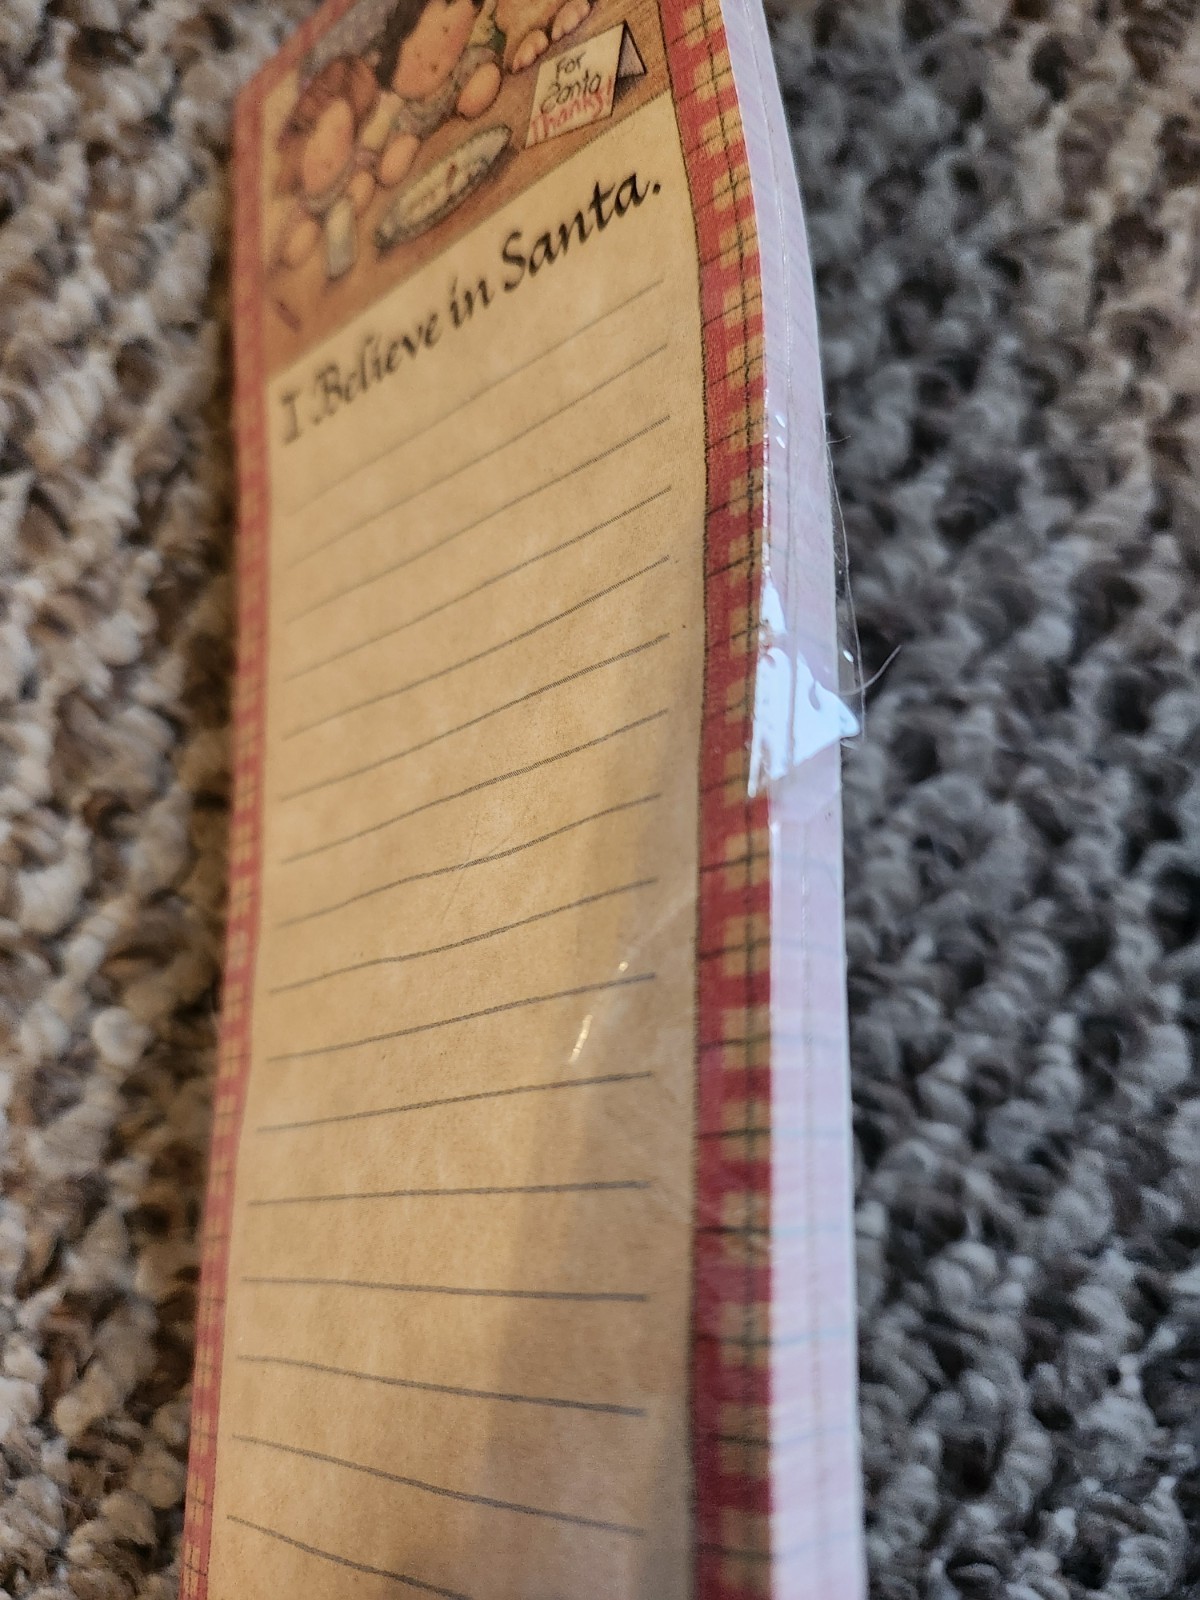 For
Santa
Thanks!
I Believe in Santa.